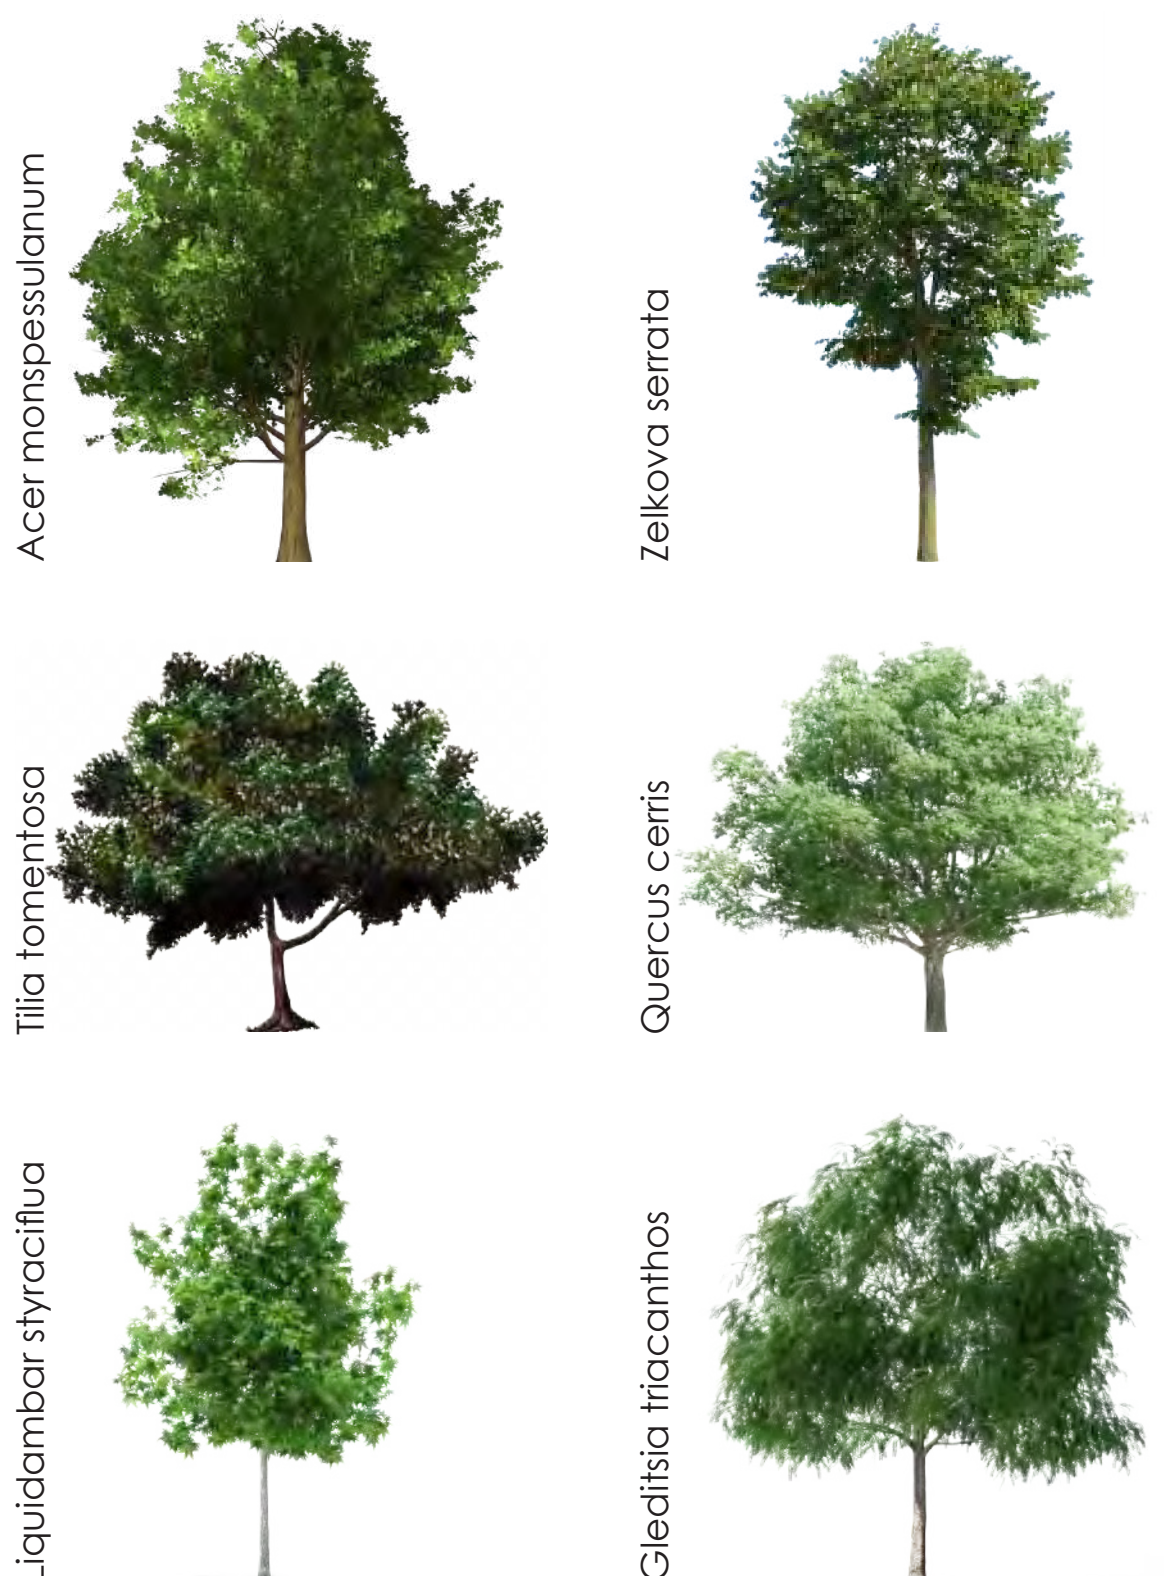 Acer monspessulanum
Zelkova serrata
Tilia tomentosa
Quercus cerris
Liquidambar styraciflua
Gleditsia triacanthos